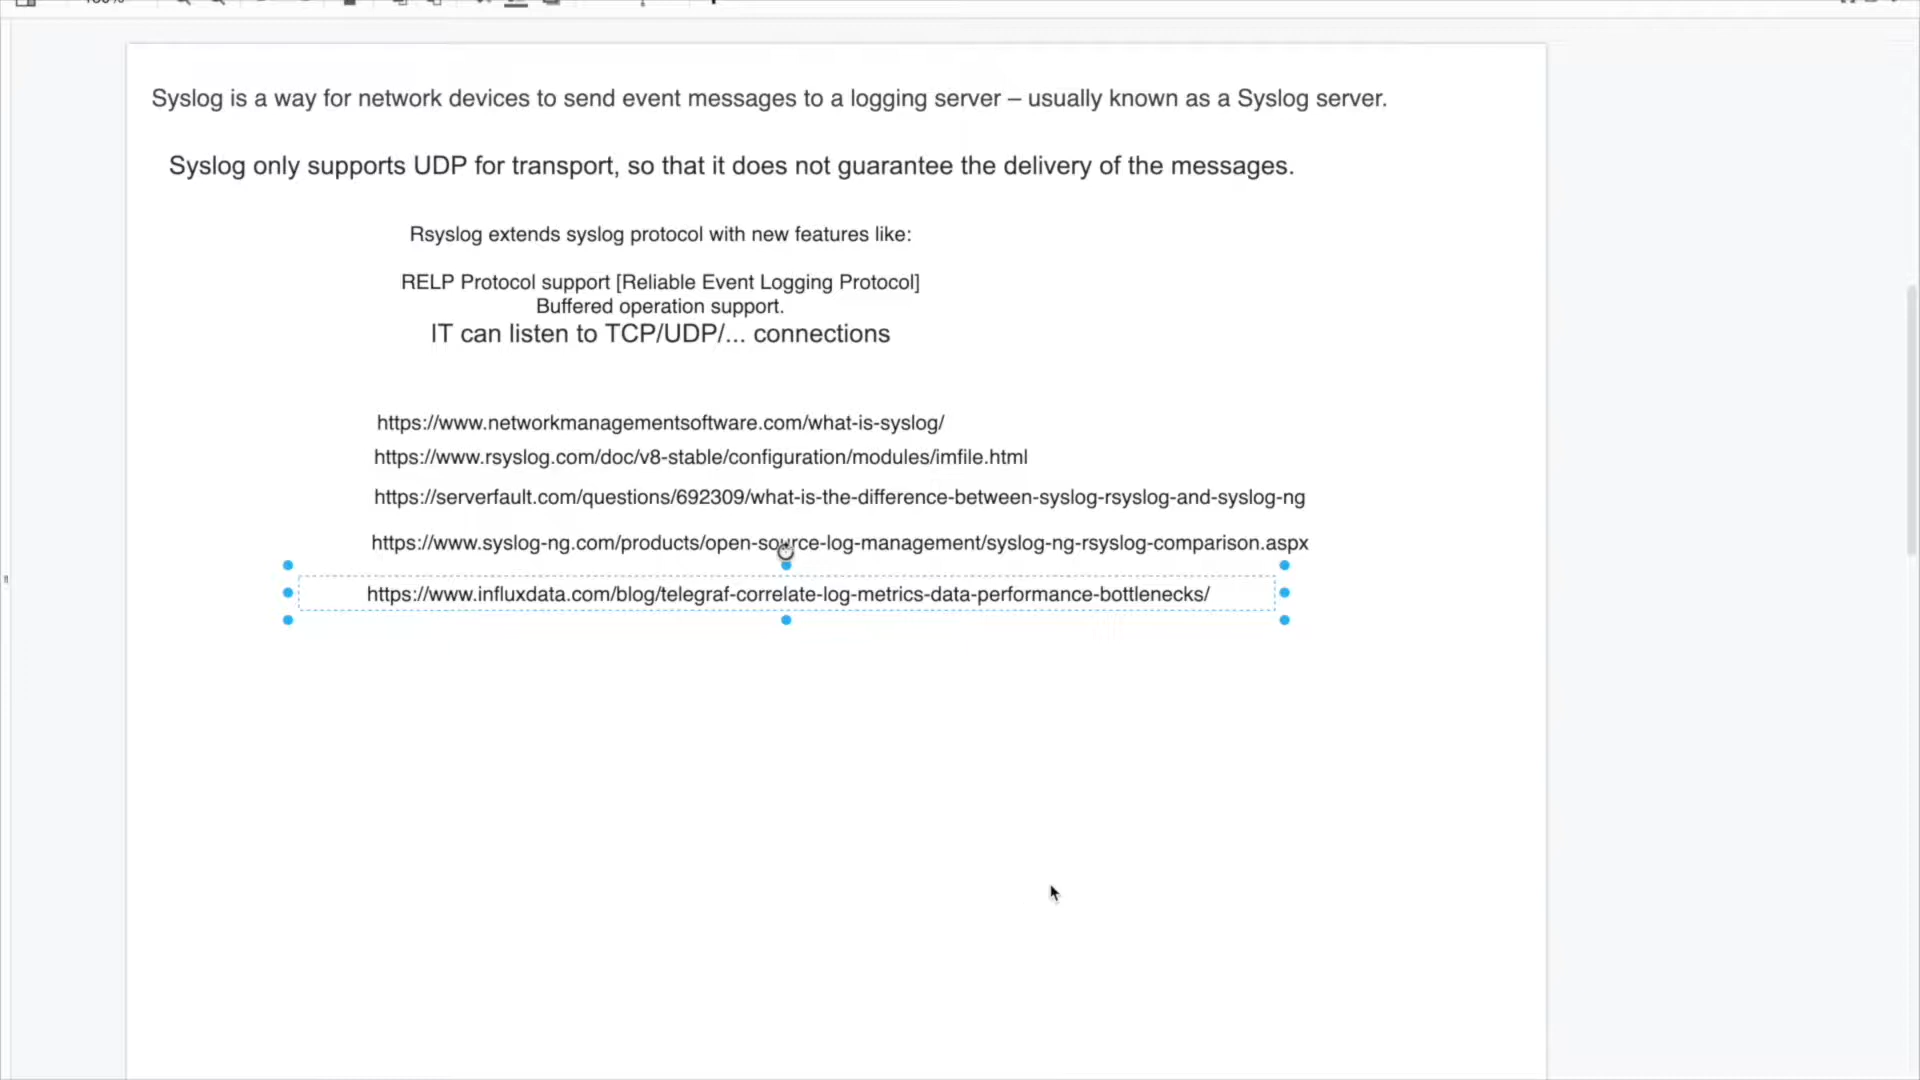 Syslog is a way for network devices to send event messages to a logging server – usually known as a Syslog server.
Syslog only supports UDP for transport, so that it does not guarantee the delivery of the messages.
Rsyslog extends syslog protocol with new features like:
RELP Protocol support [Reliable Event Logging Protocol]
Buffered operation support.
IT can listen to TCP/UDP/... connections
https://www.networkmanagementsoftware.com/what-is-syslog/
https://www.rsyslog.com/doc/v8-stable/configuration/modules/imfile.html
https://serverfault.com/questions/692309/what-is-the-difference-between-syslog-rsyslog-and-syslog-ng
https://www.syslog-ng.com/products/open-source-log-management/syslog-ng-rsyslog-comparison.aspx
https://www.influxdata.com/blog/telegraf-correlate-log-metrics-data-performance-bottlenecks/